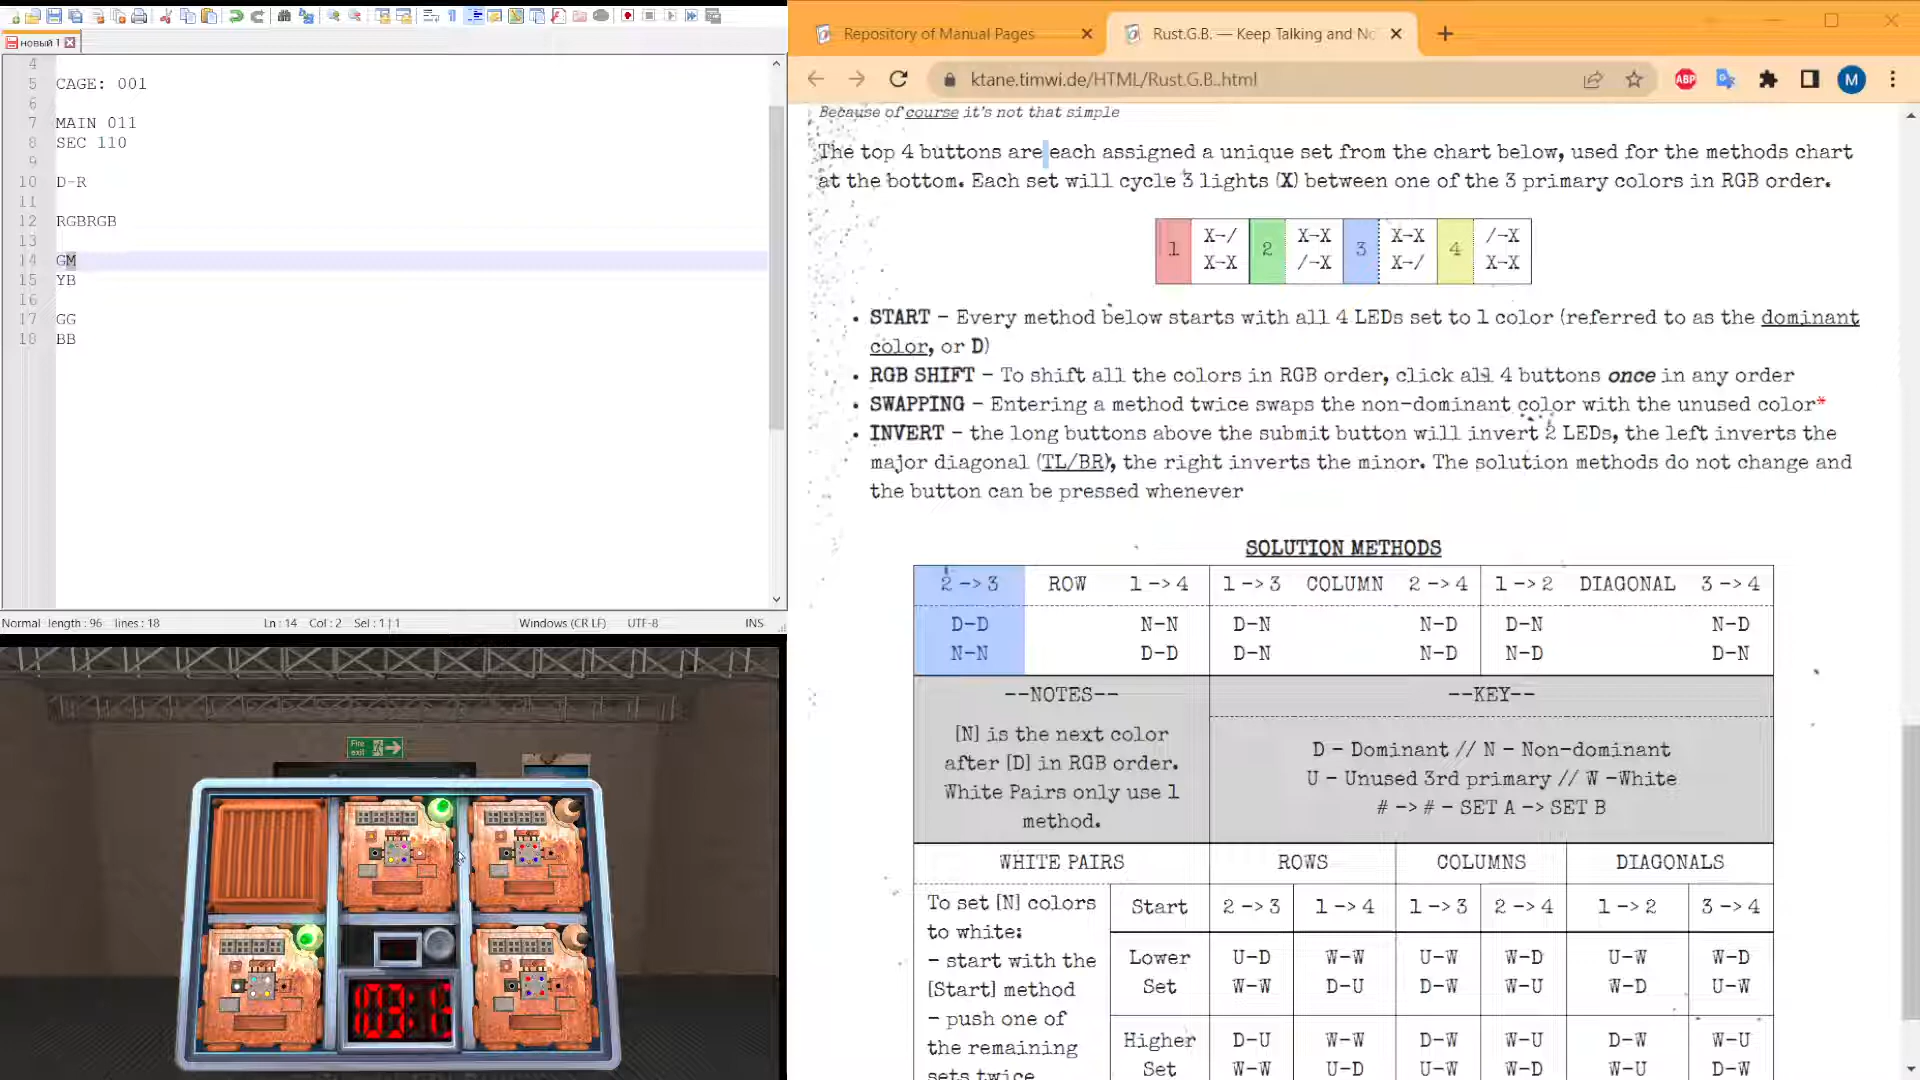 новый 1
4
5 CAGE: 001
6
7 MAIN 011
8 SEC 110
9
10 D-R
11
12 RGBRGB
13
14 GM
15 YB
16
17 GG
18 BB
Normal length : 96 lines : 18 Ln : 14 Col : 2 Sel : 1 | 1 Windows (CR LF) UTF-8 INS
Fire exit
Repository of Manual Pages
Rust.G.B. — Keep Talking and No
ktane.timwi.de/HTML/Rust.G.B..html
ABP
M
Because of course it's not that simple
The top 4 buttons are each assigned a unique set from the chart below, used for the methods chart
at the bottom. Each set will cycle 3 lights (X) between one of the 3 primary colors in RGB order.
1 X-/ 2 X-X 3 X-X 4 /-X
X-X /-X X-/ X-X
• START – Every method below starts with all 4 LEDs set to 1 color (referred to as the dominant
color, or D)
• RGB SHIFT – To shift all the colors in RGB order, click all 4 buttons once in any order
• SWAPPING – Entering a method twice swaps the non-dominant color with the unused color*
• INVERT – the long buttons above the submit button will invert 2 LEDs, the left inverts the
major diagonal (TL/BR), the right inverts the minor. The solution methods do not change and
the button can be pressed whenever
SOLUTION METHODS
2 -> 3 ROW 1 -> 4 1 -> 3 COLUMN 2 -> 4 1 -> 2 DIAGONAL 3 -> 4
D-D N-N D-N N-D D-N N-D
N-N D-D D-N N-D N-D D-N
--NOTES--
[N] is the next color
after [D] in RGB order.
White Pairs only use 1
method.
--KEY--
D – Dominant // N – Non-dominant
U – Unused 3rd primary // W -White
# -> # – SET A -> SET B
WHITE PAIRS ROWS COLUMNS DIAGONALS
To set [N] colors
to white:
– start with the
[Start] method
– push one of
the remaining
sets twice
Start 2 -> 3 1 -> 4 1 -> 3 2 -> 4 1 -> 2 3 -> 4
Lower U-D W-W U-W W-D U-W W-D
Set W-W D-U D-W W-U W-D U-W
Higher D-U W-W D-W W-U D-W W-U
Set W-W U-D U-W W-D W-U D-W